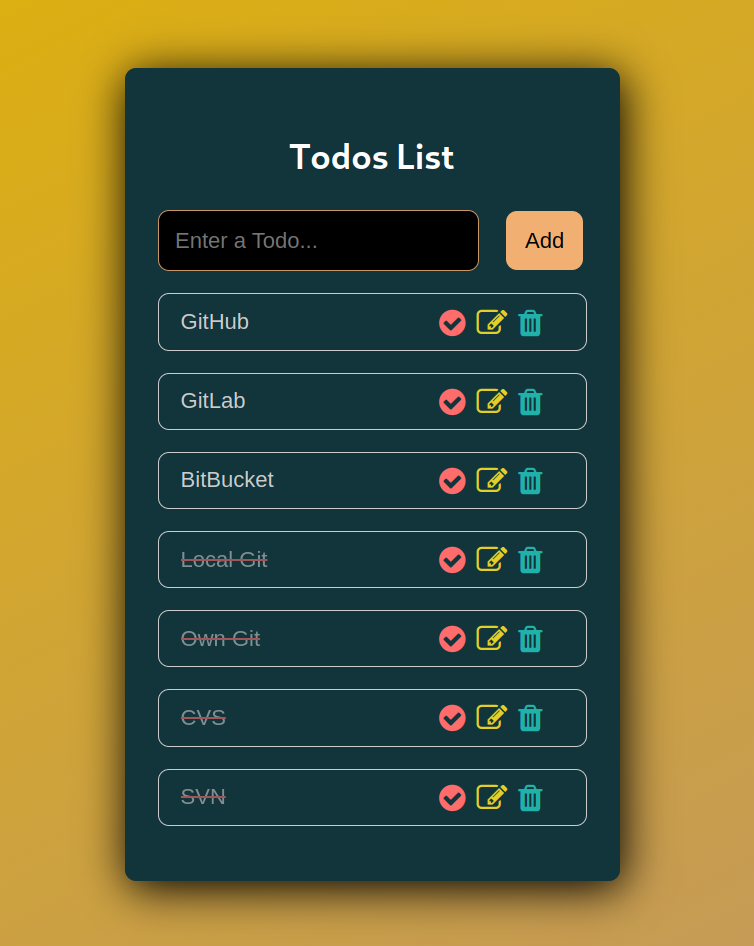 Todos List
Enter a Todo...
Add
GitHub
GitLab
BitBucket
Local Git
Own Git
CVS
SVN